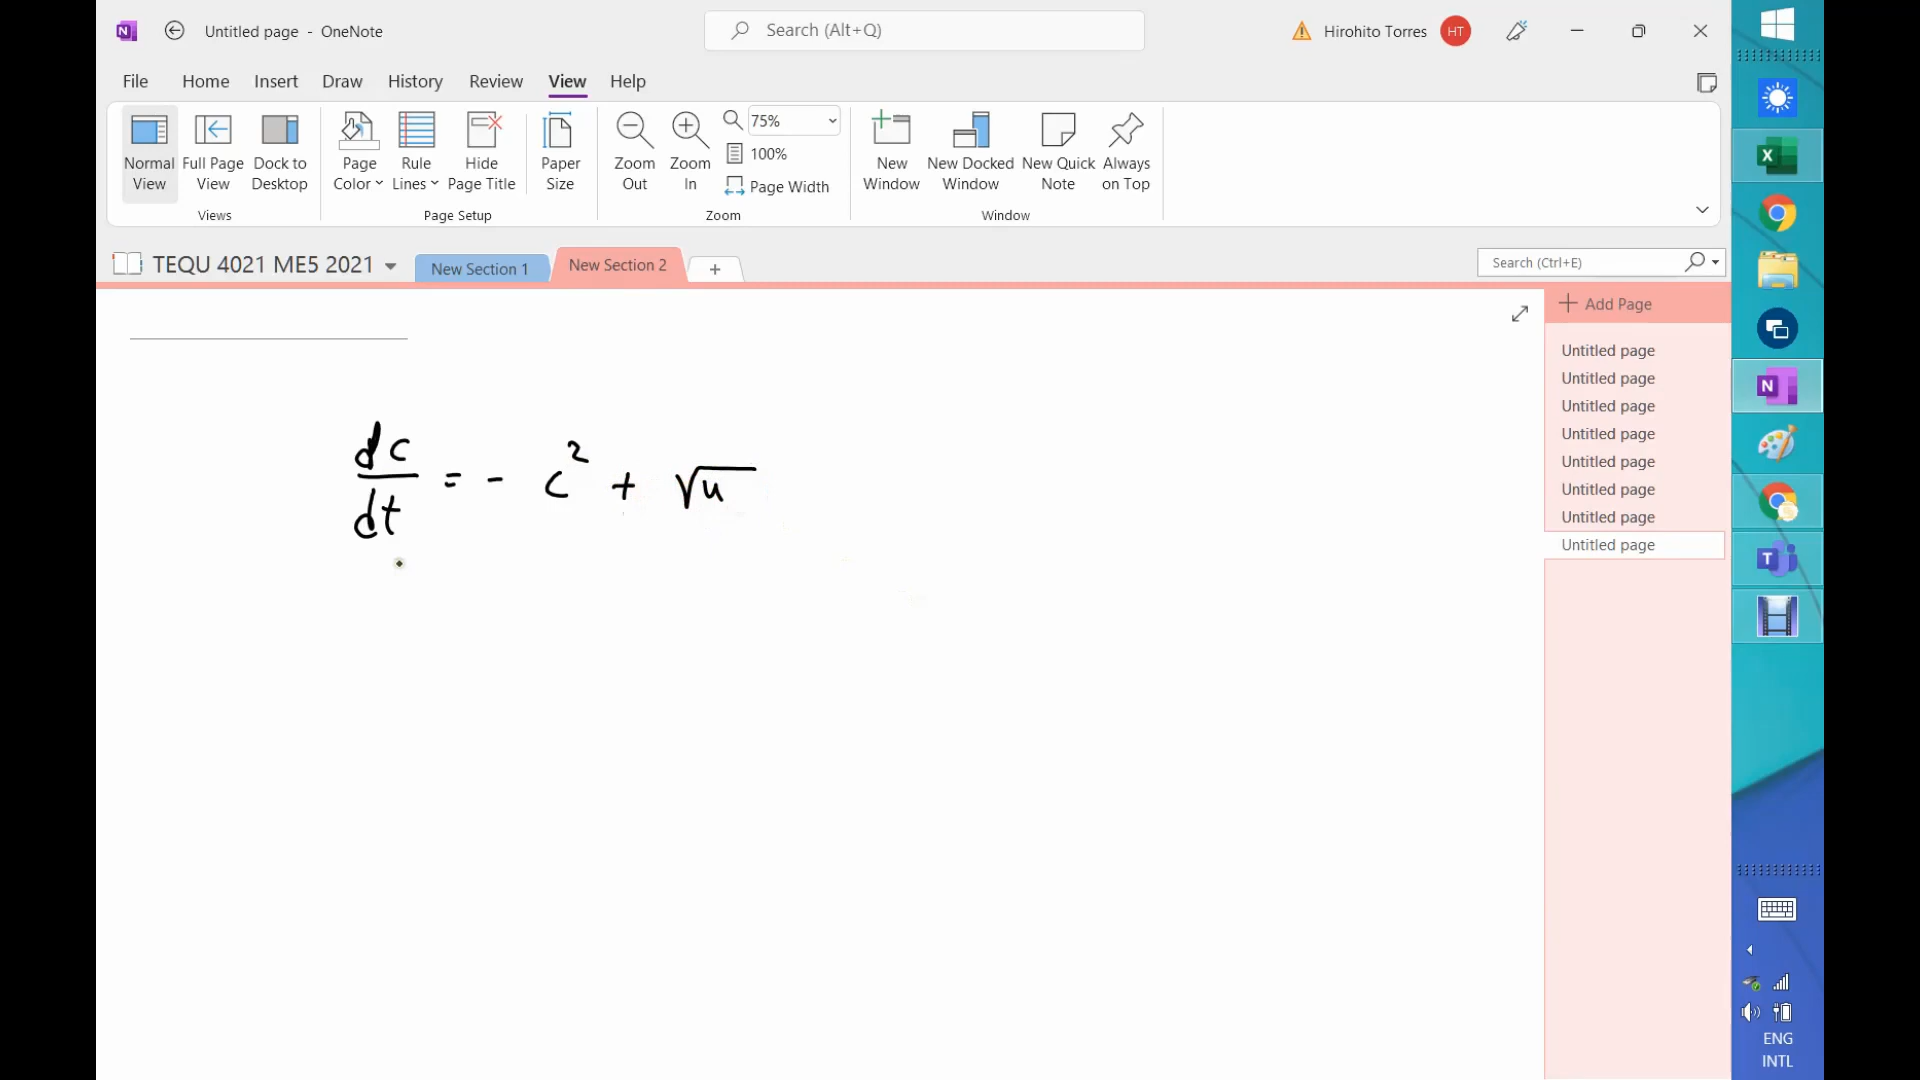 Untitled page - OneNote
Search (Alt+Q)
Hirohito Torres HT
File Home Insert Draw History Review View Help
Normal View
Full Page View
Dock to Desktop
Views
Page Color
Rule Lines
Hide Page Title
Paper Size
Page Setup
Zoom Out
Zoom In
75%
100%
Page Width
Zoom
New Window
New Docked Window
New Quick Note
Always on Top
Window
TEQU 4021 ME5 2021
New Section 1
New Section 2
+
Search (Ctrl+E)
Add Page
Untitled page
Untitled page
Untitled page
Untitled page
Untitled page
Untitled page
Untitled page
Untitled page
dc/dt = - c² + √u
N
X
N
T
ENG
INTL